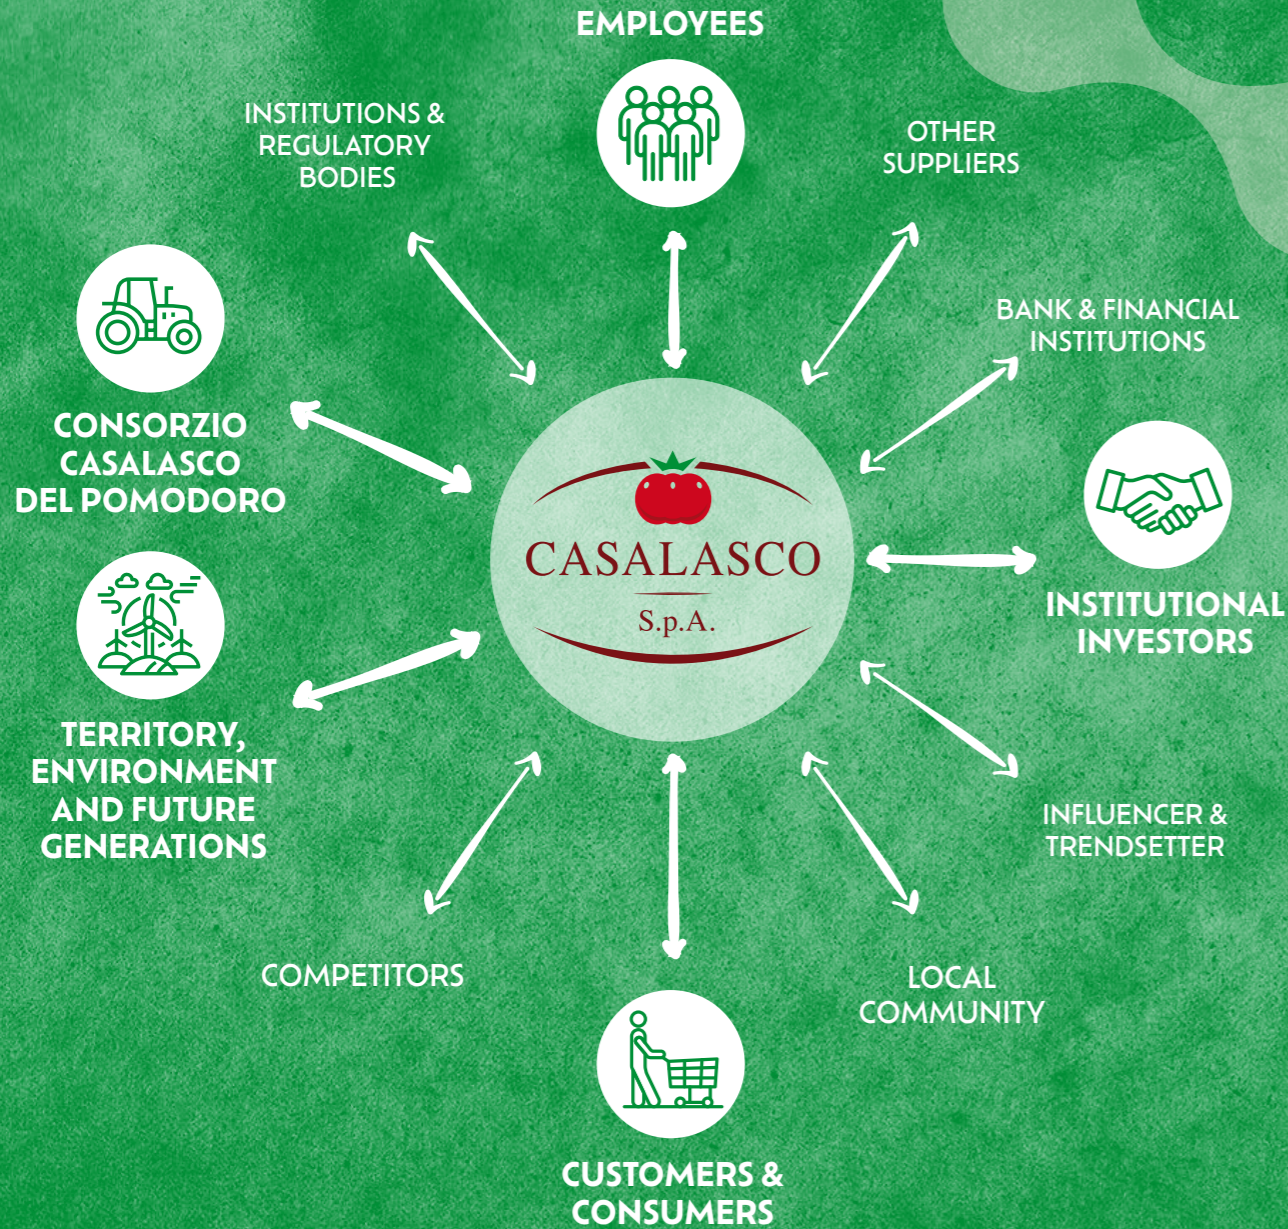 EMPLOYEES
INSTITUTIONS &
REGULATORY
BODIES
OTHER
SUPPLIERS
BANK & FINANCIAL
INSTITUTIONS
CONSORZIO
CASALASCO
DEL POMODORO
CASALASCO
S.p.A.
INSTITUTIONAL
INVESTORS
TERRITORY,
ENVIRONMENT
AND FUTURE
GENERATIONS
INFLUENCER &
TRENDSETTER
COMPETITORS
LOCAL
COMMUNITY
CUSTOMERS &
CONSUMERS